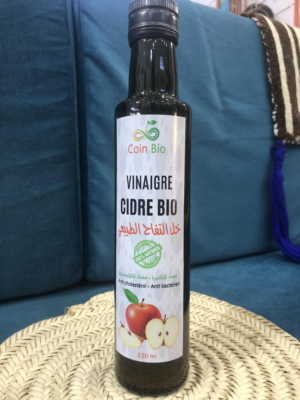 Coin Bio
VINAIGRE
CIDRE BIO
خل التفاح الطبيعي
Anti cholestérol - Anti bactérien
250 ml